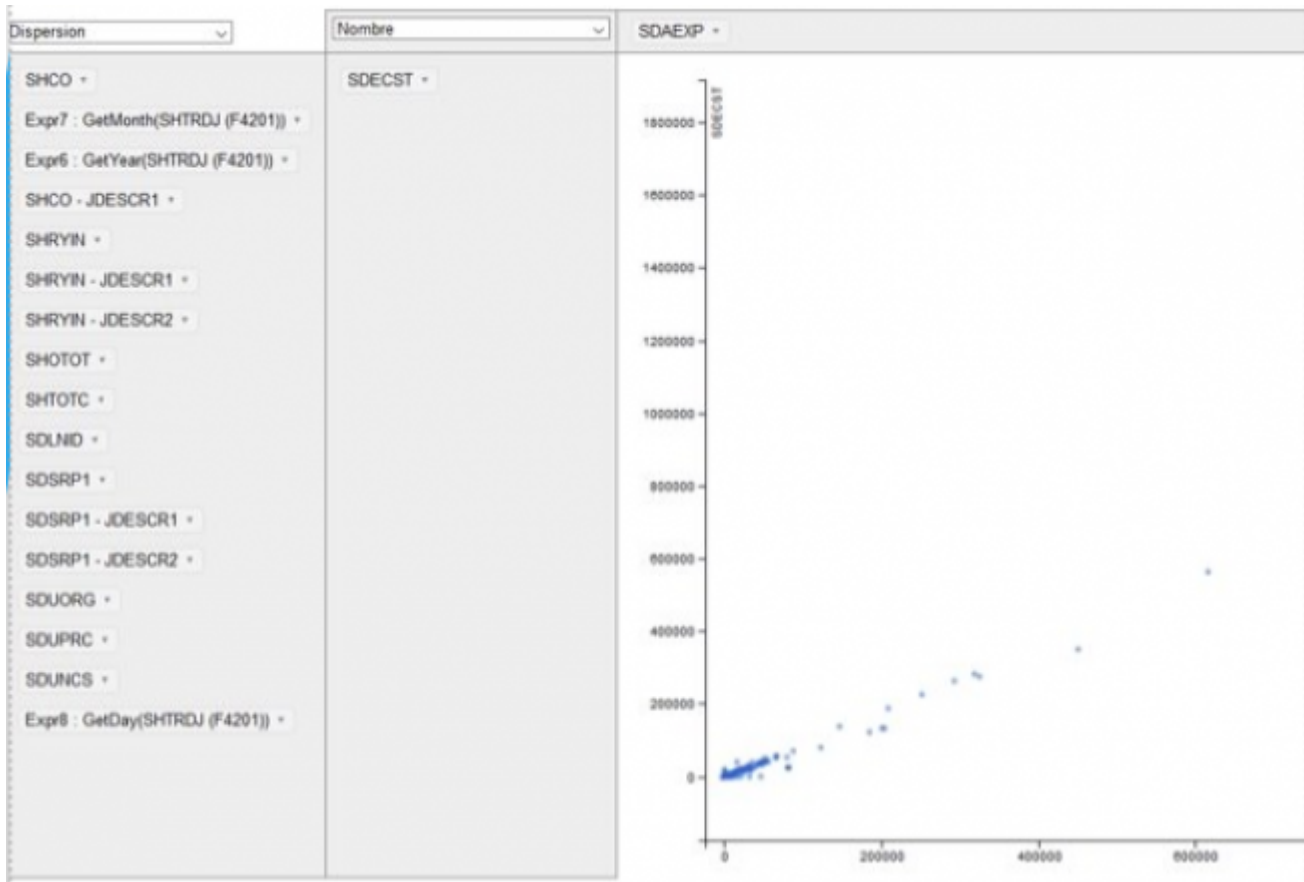 Dispersion
Nombre
SDAEXP
SHCO
Expr7 : GetMonth(SHTRDJ (F4201))
Expr6 : GetYear(SHTRDJ (F4201))
SHCO - JDESCR1
SHRYIN
SHRYIN - JDESCR1
SHRYIN - JDESCR2
SHOTOT
SHTOTC
SDLNID
SDSRP1
SDSRP1 - JDESCR1
SDSRP1 - JDESCR2
SDUORG
SDUPRC
SDUNCS
Expr8 : GetDay(SHTRDJ (F4201))
SDECST
SDECST
1800000
1600000
1400000
1200000
1000000
800000
600000
400000
200000
0
0 200000 400000 600000